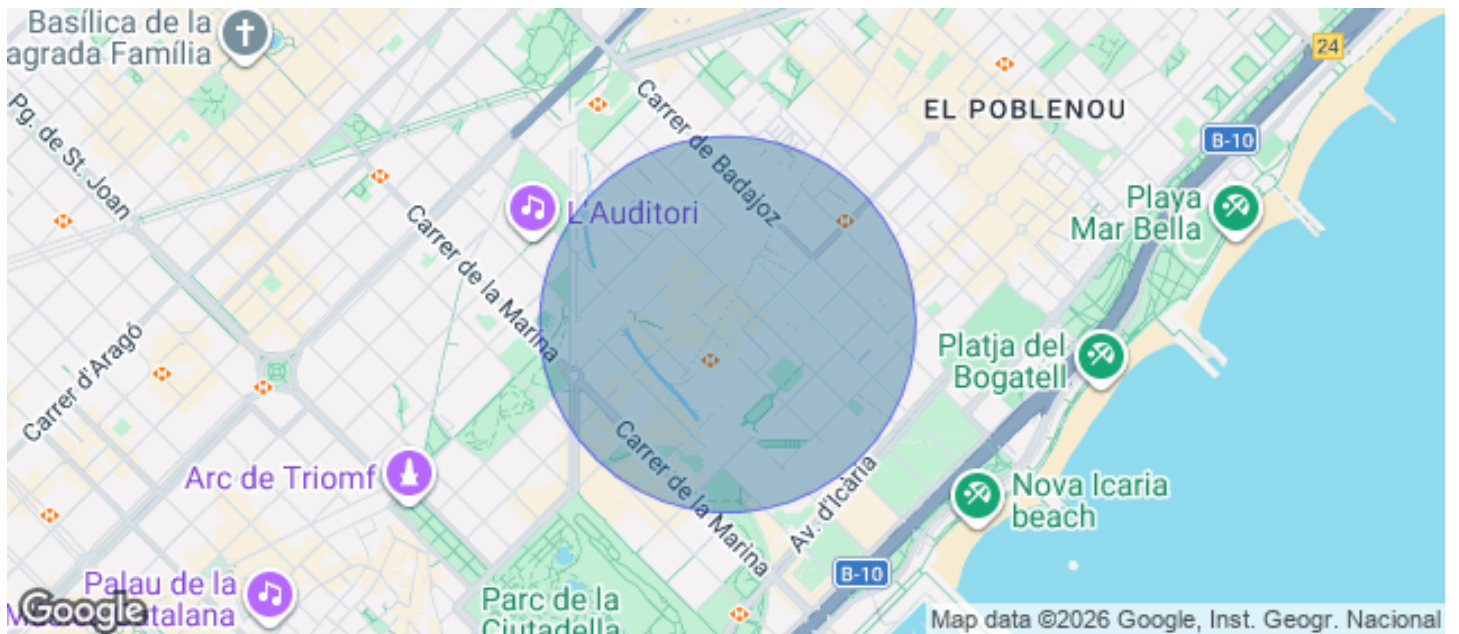 Basílica de la
agrada Família
24
Carrer de Badajoz
EL POBLENOU
B-10
Pg. de St. Joan
Playa
Mar Bella
L'Auditori
Carrer de la Marina
Carrer d'Aragó
Platja del
Bogatell
Arc de Triomf
Carrer de la Marina
Av. d'Icària
Nova Icaria
beach
B-10
Palau de la
Parc de la
Ciutadella
Google
Map data ©2026 Google, Inst. Geogr. Nacional